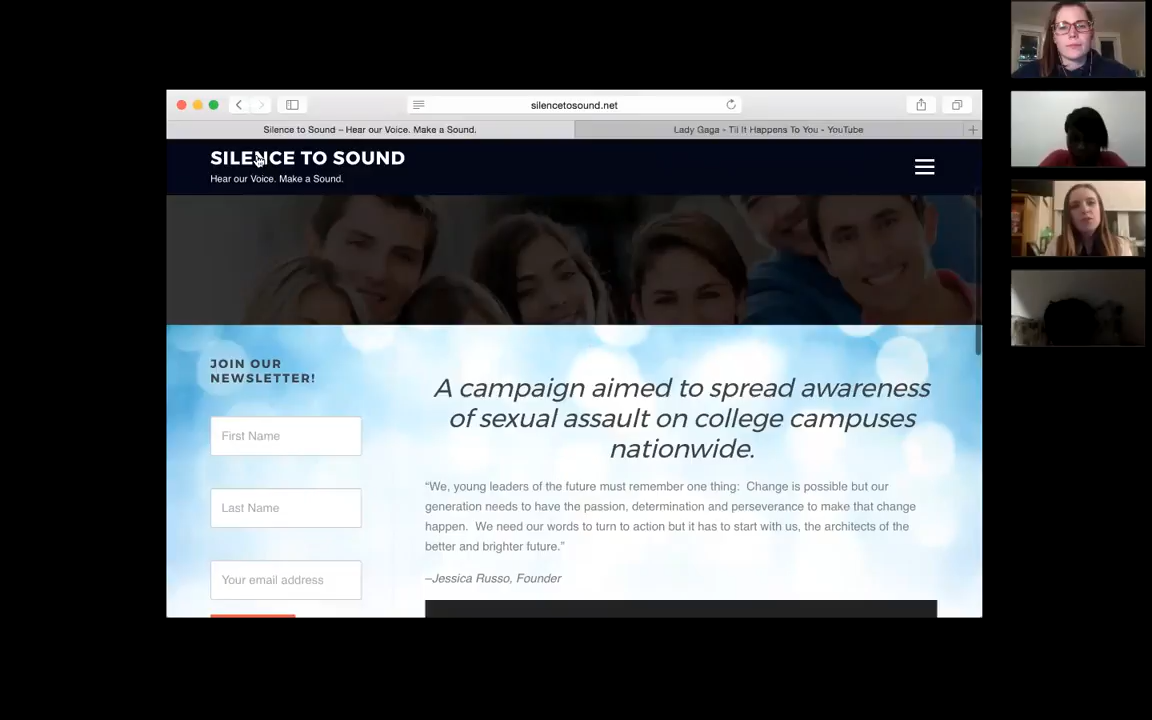 silencetosound.net
Silence to Sound – Hear our Voice. Make a Sound.
Lady Gaga - Til It Happens To You - YouTube
SILENCE TO SOUND
Hear our Voice. Make a Sound.
JOIN OUR
NEWSLETTER!
First Name
Last Name
Your email address
A campaign aimed to spread awareness
of sexual assault on college campuses
nationwide.
“We, young leaders of the future must remember one thing:  Change is possible but our
generation needs to have the passion, determination and perseverance to make that change
happen.  We need our words to turn to action but it has to start with us, the architects of the
better and brighter future.”
–Jessica Russo, Founder